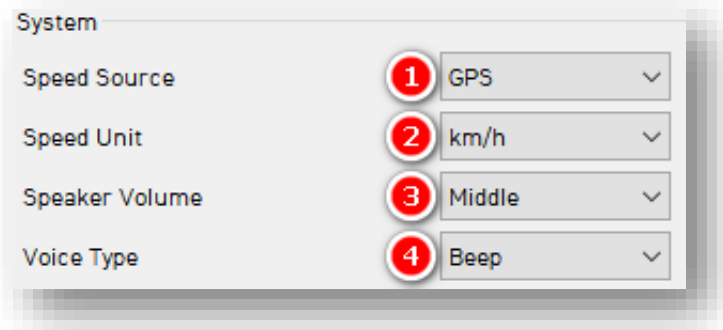 System
Speed Source 1 GPS
Speed Unit 2 km/h
Speaker Volume 3 Middle
Voice Type 4 Beep